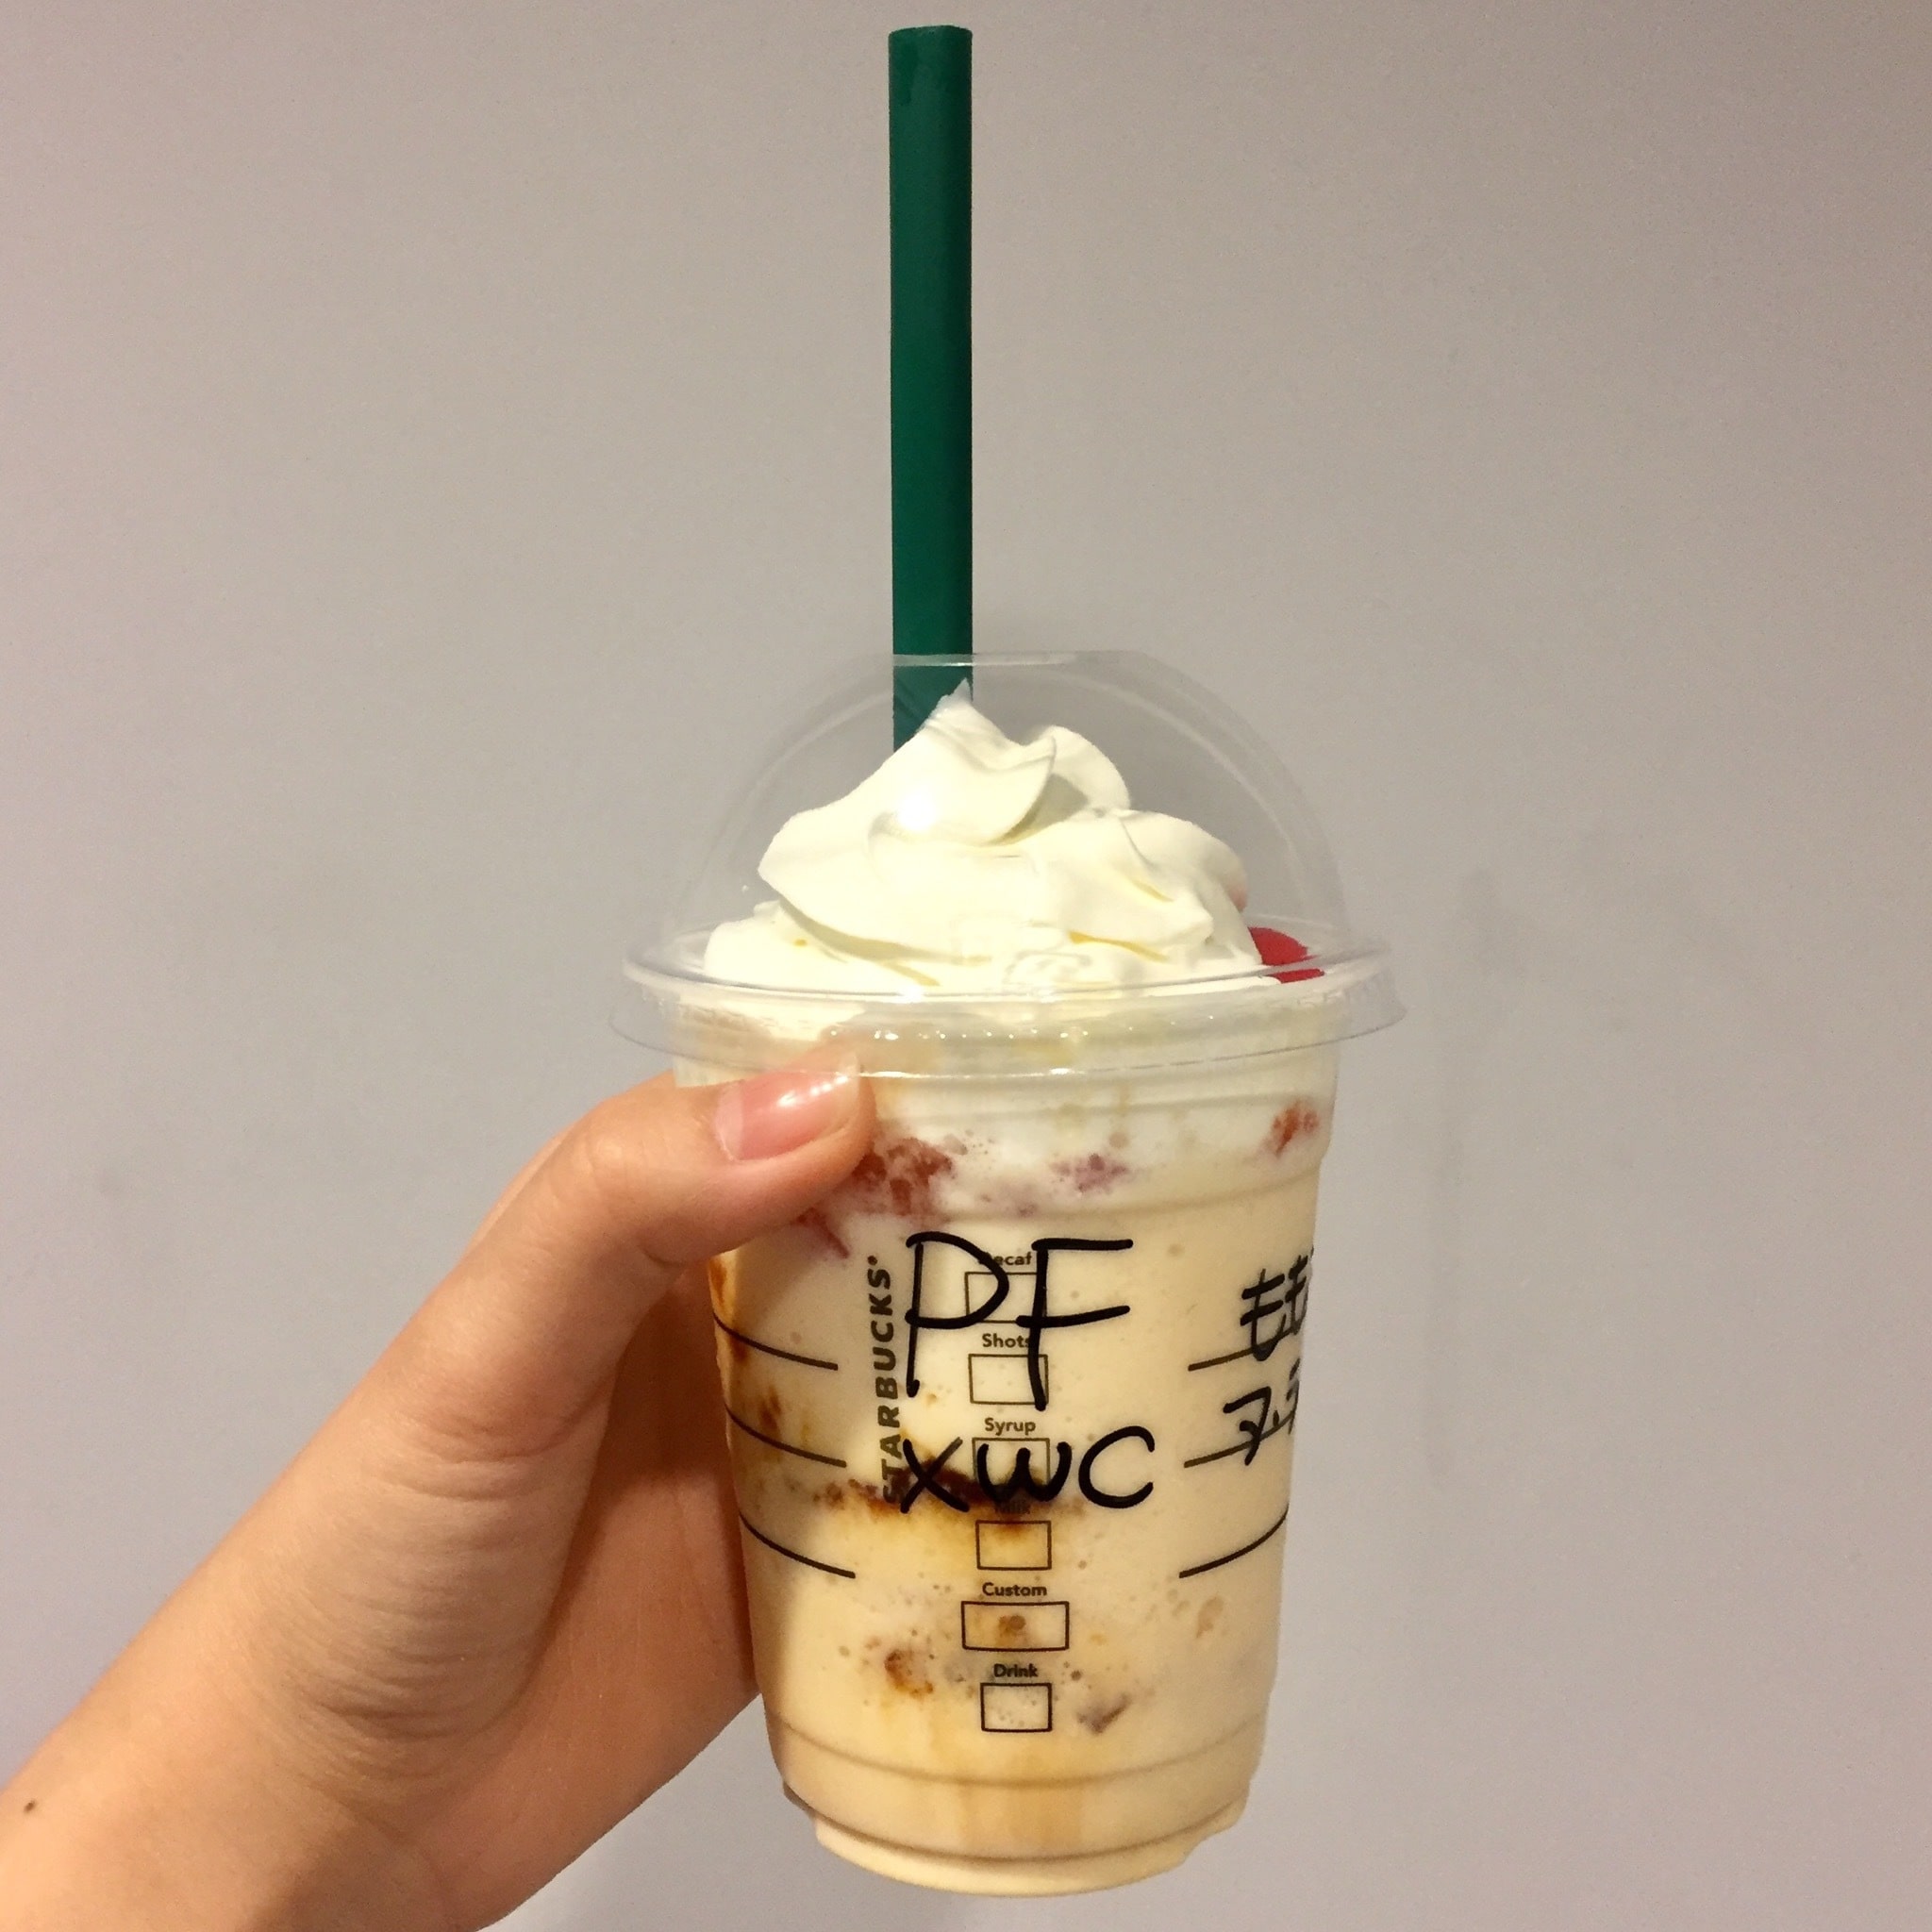 STARBUCKS®
PF
xWC
Decaf
Shots
Syrup
Milk
Custom
Drink